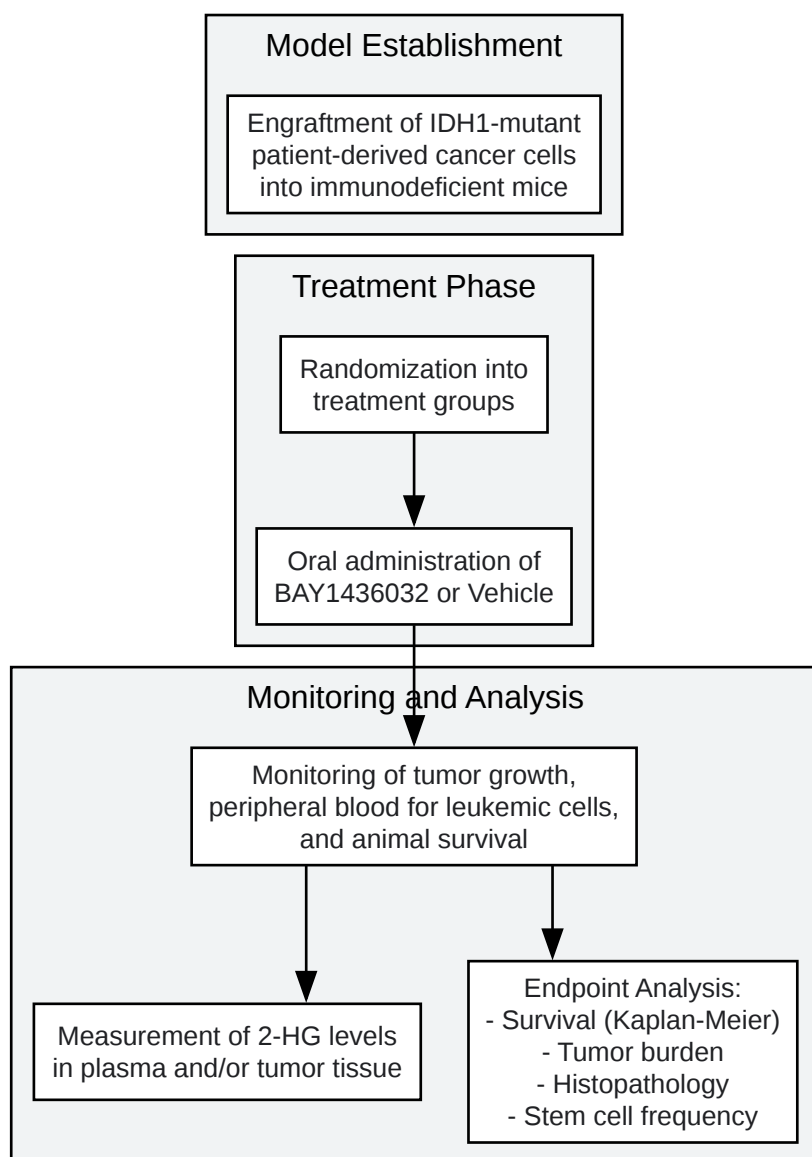 Model Establishment
Engraftment of IDH1-mutant
patient-derived cancer cells
into immunodeficient mice
Treatment Phase
Randomization into
treatment groups
Oral administration of
BAY1436032 or Vehicle
Monitoring and Analysis
Monitoring of tumor growth,
peripheral blood for leukemic cells,
and animal survival
Measurement of 2-HG levels
in plasma and/or tumor tissue
Endpoint Analysis:
- Survival (Kaplan-Meier)
- Tumor burden
- Histopathology
- Stem cell frequency